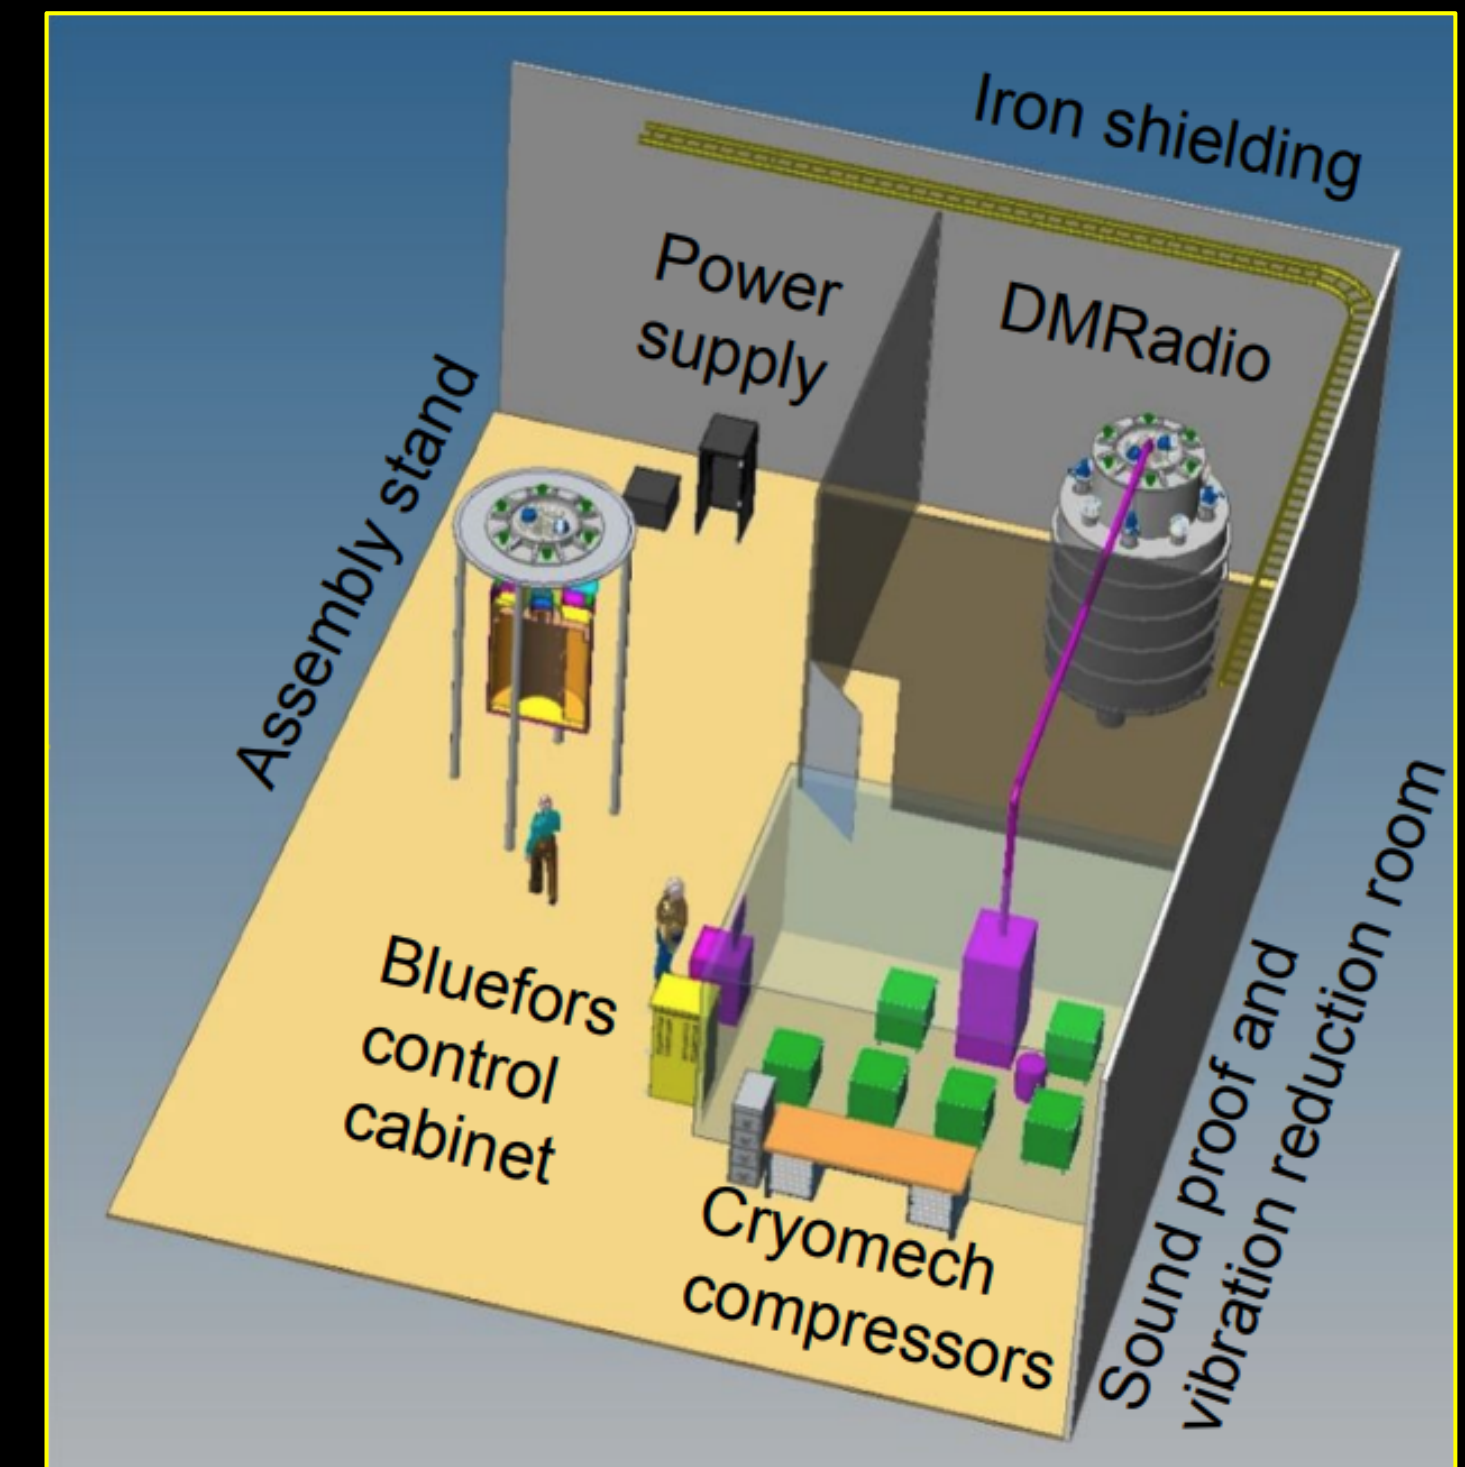 Iron shielding
Power
supply
DMRadio
Assembly stand
Bluefors
control
cabinet
Cryomech
compressors
Sound proof and
vibration reduction room